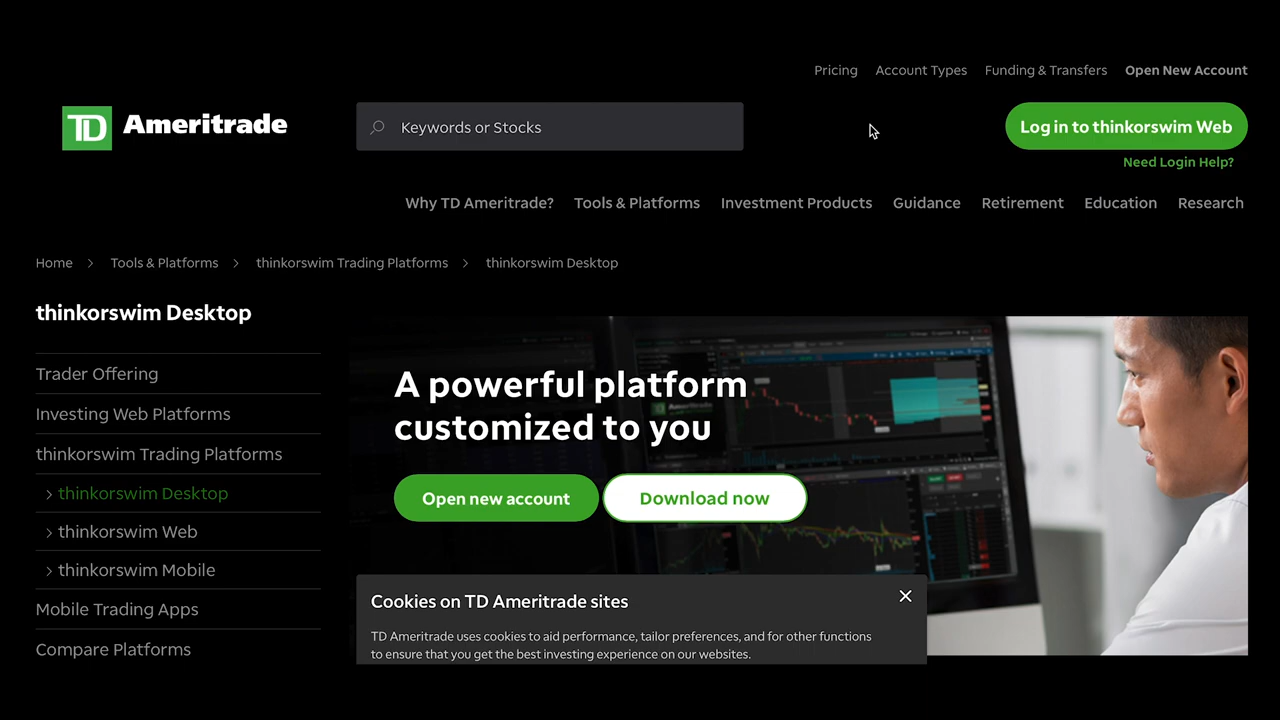 Pricing Account Types Funding & Transfers Open New Account
TD Ameritrade
Keywords or Stocks
Log in to thinkorswim Web
Need Login Help?
Why TD Ameritrade? Tools & Platforms Investment Products Guidance Retirement Education Research
Home > Tools & Platforms > thinkorswim Trading Platforms > thinkorswim Desktop
thinkorswim Desktop
Trader Offering
Investing Web Platforms
thinkorswim Trading Platforms
> thinkorswim Desktop
> thinkorswim Web
> thinkorswim Mobile
Mobile Trading Apps
Compare Platforms
A powerful platform
customized to you
Open new account Download now
Ameritrade
Cookies on TD Ameritrade sites
TD Ameritrade uses cookies to aid performance, tailor preferences, and for other functions
to ensure that you get the best investing experience on our websites.